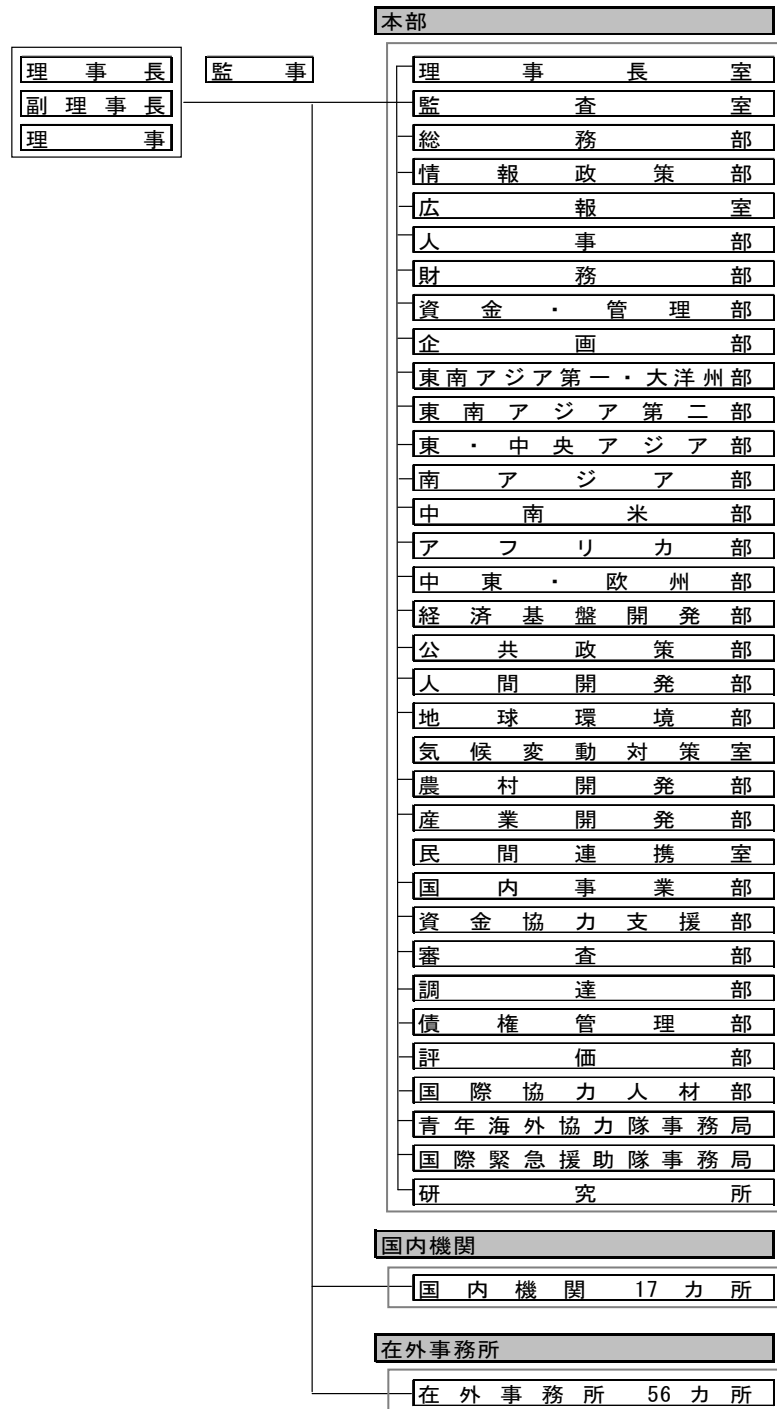 本部
理事長
監事
副理事長
理事
理事長室
監査室
総務部
情報政策部
広報室
人事部
財務部
資金・管理部
企画部
東南アジア第一・大洋州部
東南アジア第二部
東・中央アジア部
南アジア部
中南米部
アフリカ部
中東・欧州部
経済基盤開発部
公共政策部
人間開発部
地球環境部
気候変動対策室
農村開発部
産業開発部
民間連携室
国内事業部
資金協力支援部
審査部
調達部
債権管理部
評価部
国際協力人材部
青年海外協力隊事務局
国際緊急援助隊事務局
研究所
国内機関
国内機関 17カ所
在外事務所
在外事務所 56カ所